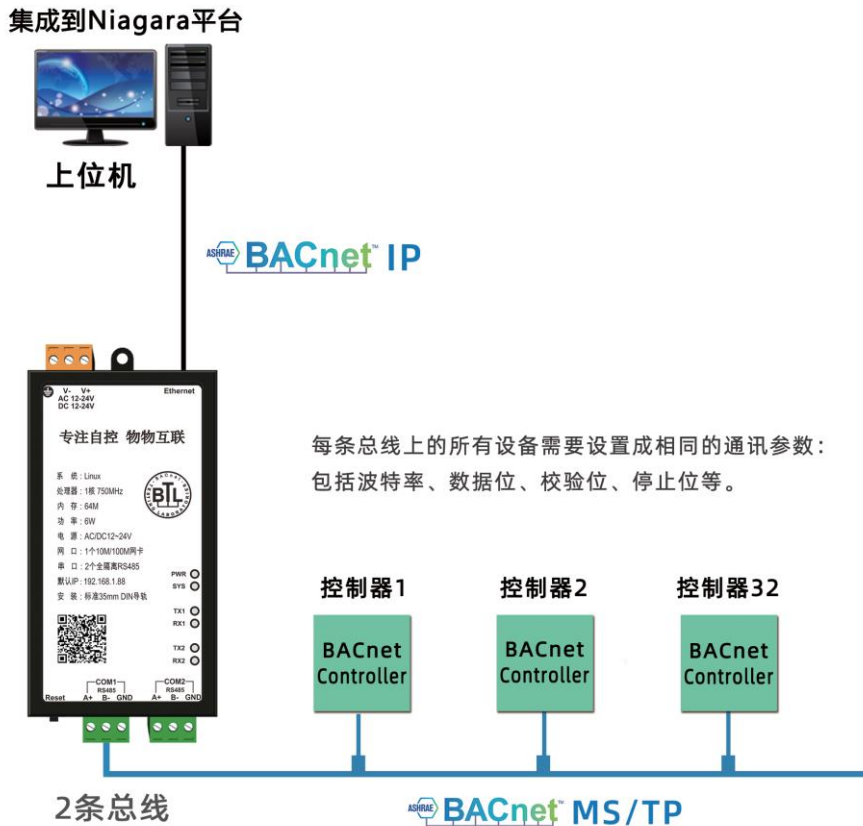 集成到Niagara平台
上位机
ASHRAE BACnet™ IP
V- V+
AC 12-24V
DC 12-24V
Ethernet
专注自控 物物互联
系 统：Linux
处理器：1核 750MHz
内 存：64M
功 率：6W
电 源：AC/DC12~24V
网 口：1个10M/100M网卡
串 口：2个全隔离RS485
默认IP：192.168.1.88
安 装：标准35mm DIN导轨
BACnet
BTL
TESTING LABORATORIES
PWR
SYS
TX1
RX1
TX2
RX2
COM1
RS485
COM2
RS485
Reset A+ B- GND A+ B- GND
每条总线上的所有设备需要设置成相同的通讯参数：
包括波特率、数据位、校验位、停止位等。
控制器1 控制器2 控制器32
BACnet Controller
BACnet Controller
BACnet Controller
2条总线
ASHRAE BACnet™ MS/TP